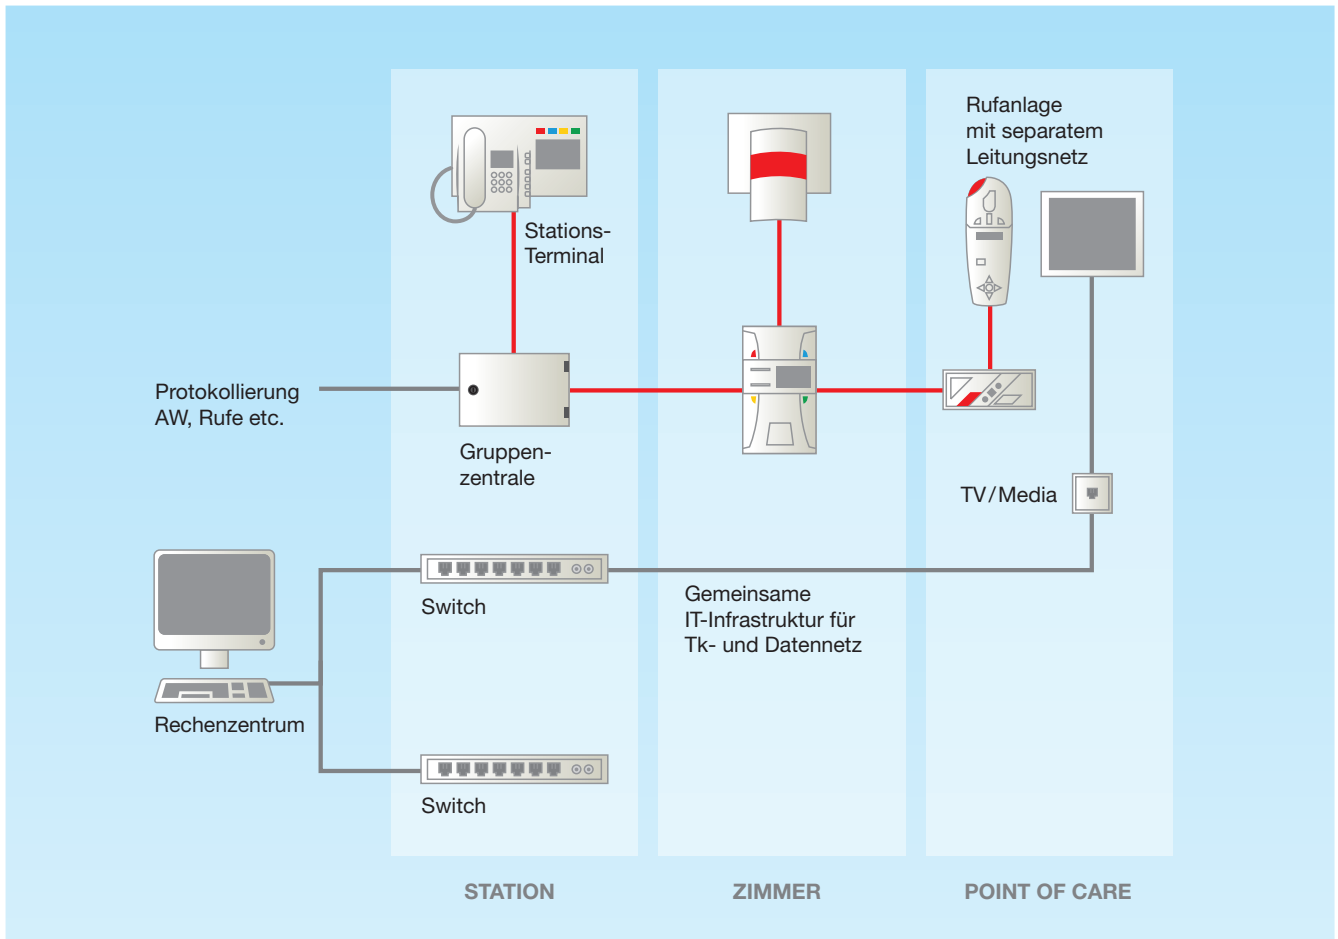 Rufanlage
mit separatem
Leitungsnetz
Stations-
Terminal
Protokollierung
AW, Rufe etc.
Gruppen-
zentrale
TV/Media
Switch
Gemeinsame
IT-Infrastruktur für
Tk- und Datennetz
Rechenzentrum
Switch
STATION
ZIMMER
POINT OF CARE